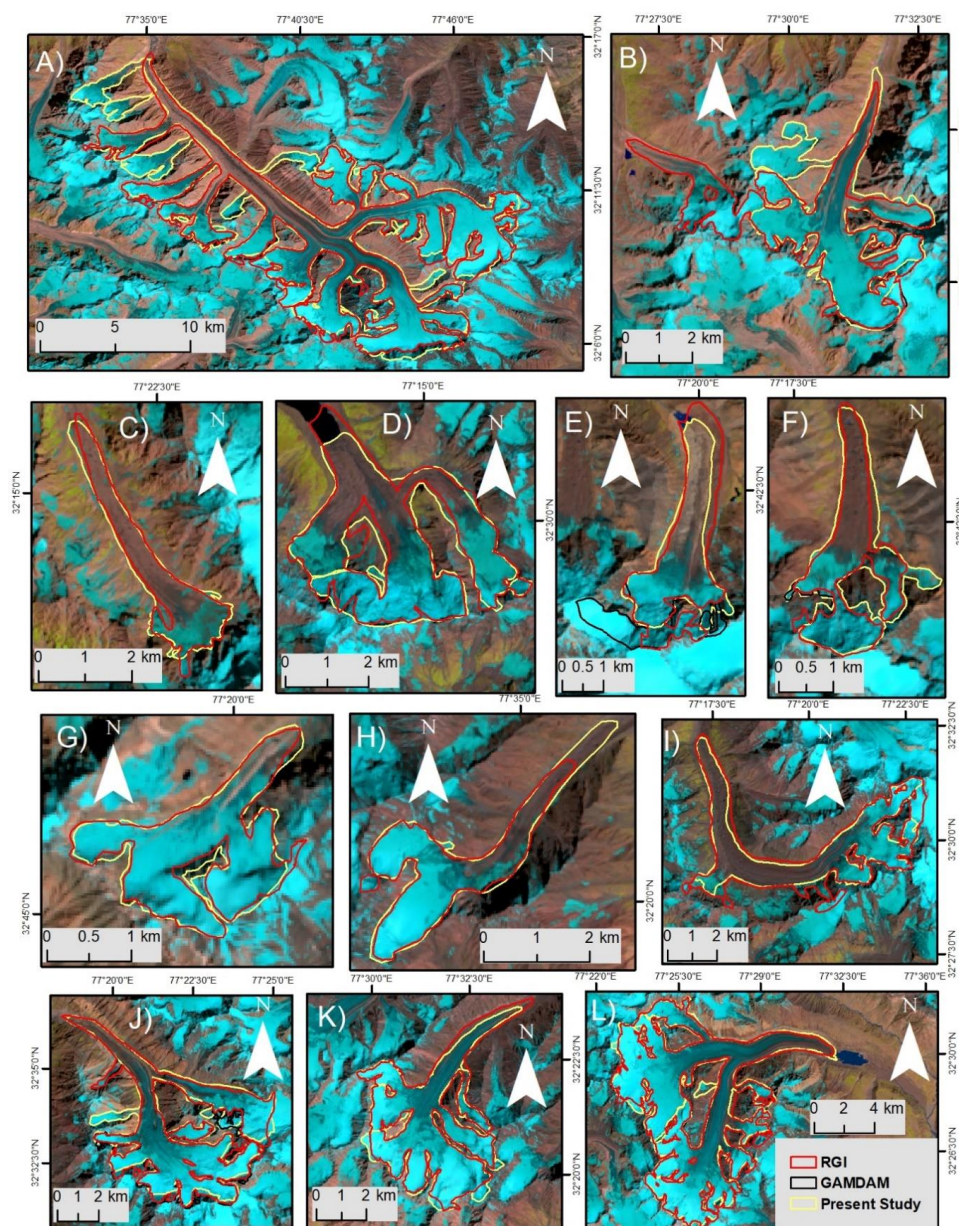 77°35'0"E 77°40'30"E 77°46'0"E
77°27'30"E 77°30'0"E 77°32'30"E
A)
N
32°17'0"N
32°11'3"N
32°6'0"N
0 5 10 km
B)
N
0 1 2 km
77°22'30"E
77°15'0"E
77°20'0"E
77°17'30"E
C)
N
32°15'0"N
0 1 2 km
D)
N
32°30'0"N
0 1 2 km
E)
N
32°42'30"N
0 0.5 1 km
F)
N
0 0.5 1 km
77°20'0"E
77°35'0"E
77°17'30"E 77°20'0"E 77°22'30"E
G)
N
32°45'0"N
0 0.5 1 km
H)
N
32°20'0"N
0 1 2 km
I)
N
32°32'30"N
32°30'0"N
32°27'30"N
0 1 2 km
77°20'0"E 77°22'30"E 77°25'0"E
77°30'0"E 77°32'30"E
77°22'0"E 77°25'30"E 77°29'0"E 77°32'30"E 77°36'0"E
J)
N
32°35'0"N
32°32'30"N
0 1 2 km
K)
N
32°22'30"N
32°20'0"N
0 1 2 km
L)
N
32°30'0"N
32°26'30"N
0 2 4 km
RGI
GAMDAM
Present Study